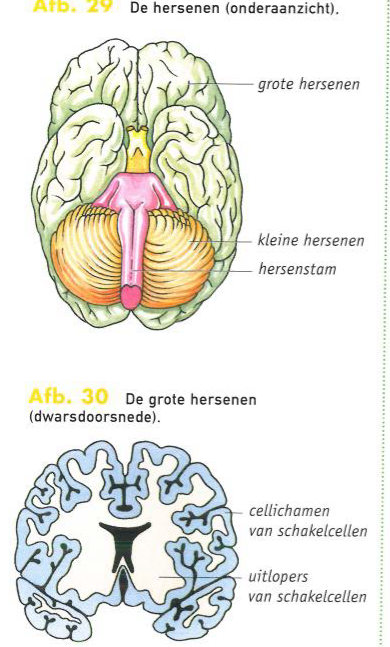 Afb. 29 De hersenen (onderaanzicht).
grote hersenen
kleine hersenen
hersenstam
Afb. 30 De grote hersenen
(dwarsdoorsnede).
cellichamen
van schakelcellen
uitlopers
van schakelcellen